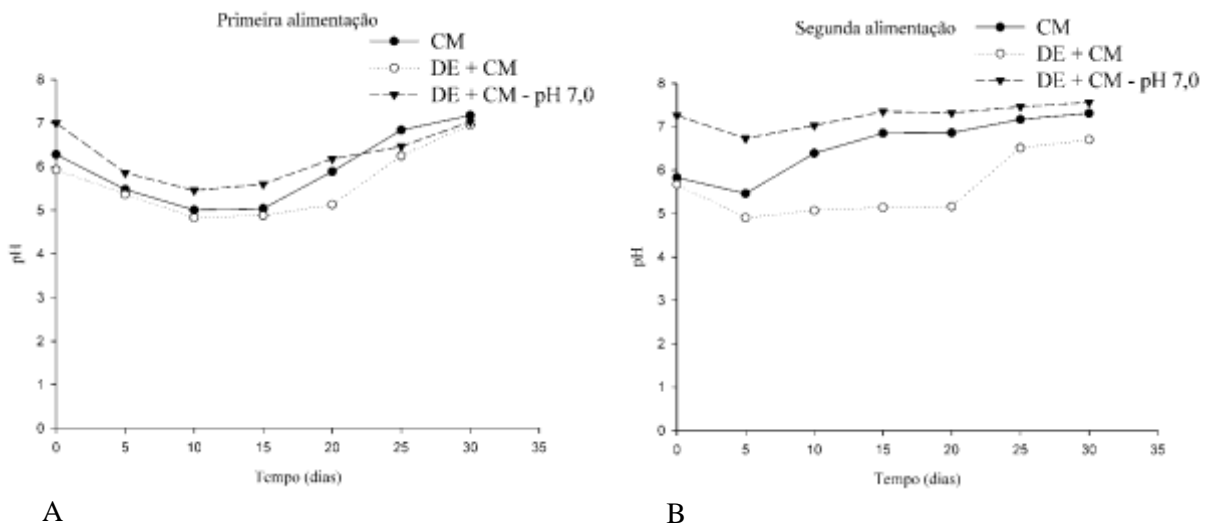 Primeira alimentação
CM
DE + CM
DE + CM - pH 7,0
8
7
6
5
4
3
2
1
0
pH
0 5 10 15 20 25 30 35
Tempo (dias)
A
Segunda alimentação
CM
DE + CM
DE + CM - pH 7,0
8
7
6
5
4
3
2
1
0
pH
0 5 10 15 20 25 30 35
Tempo (dias)
B